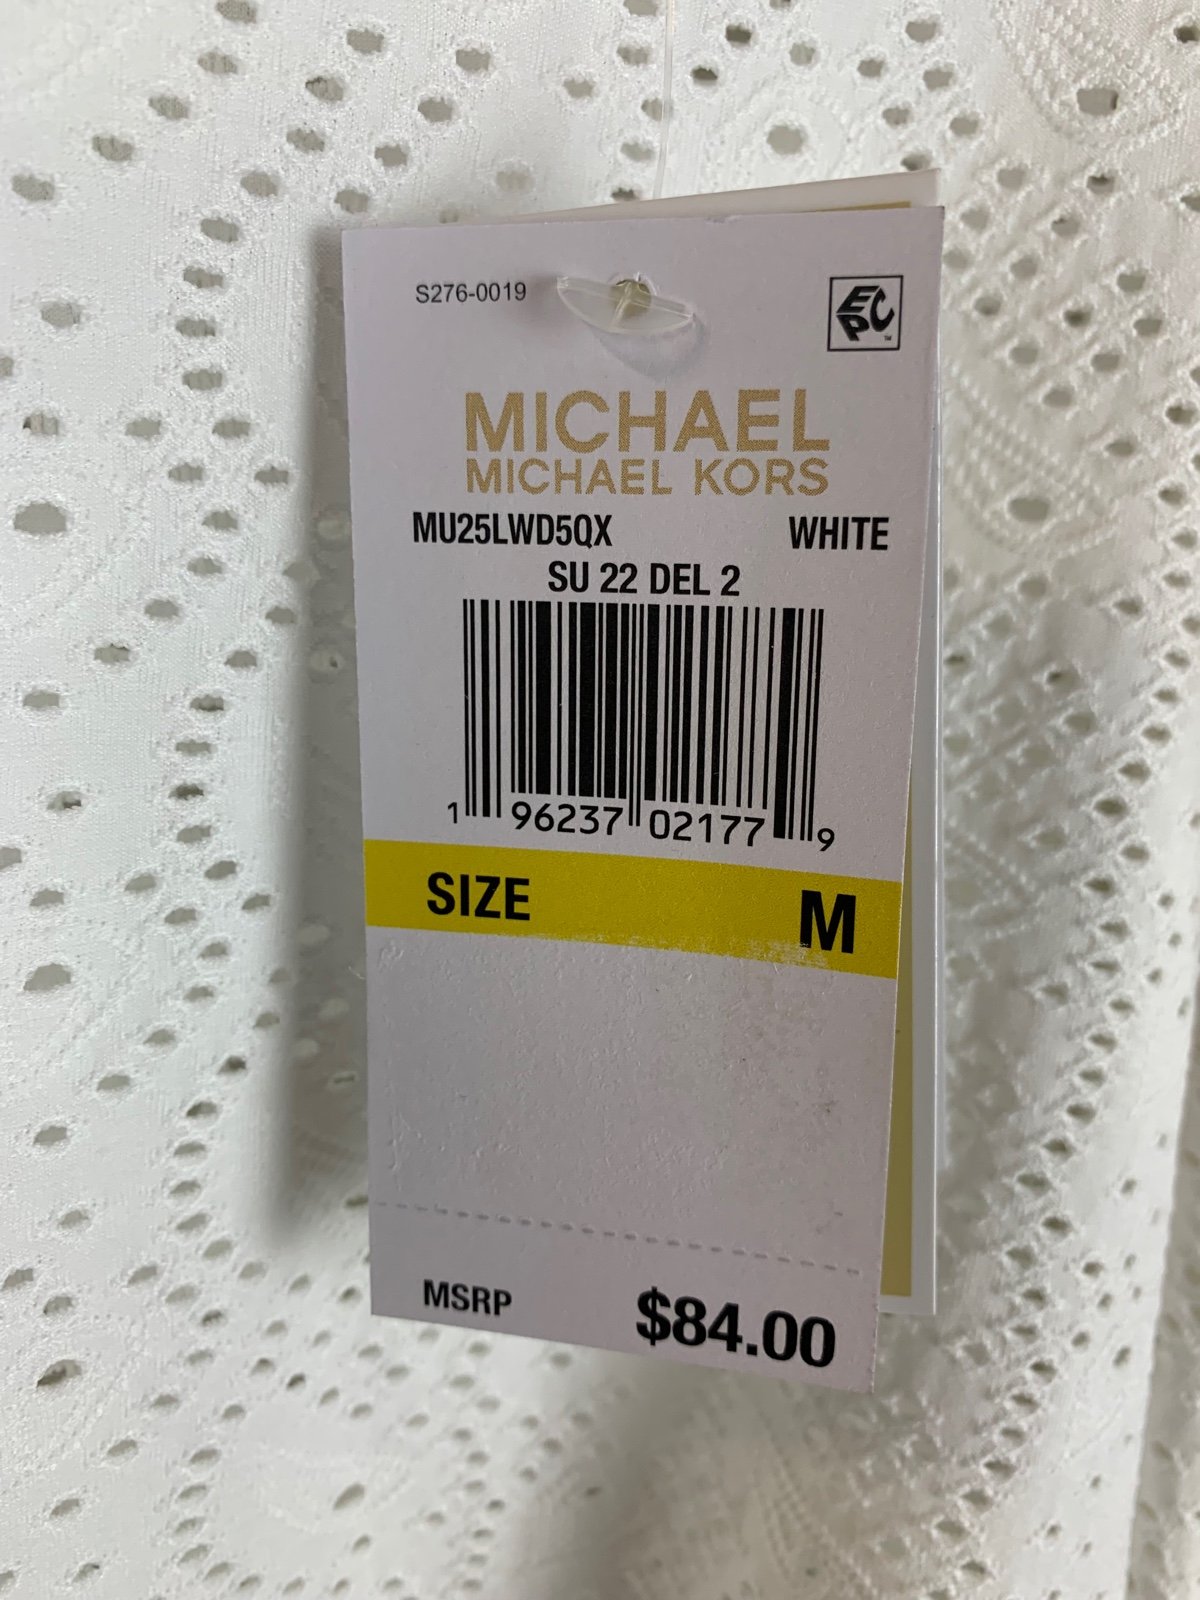 S276-0019
EPC
™
MICHAEL
MICHAEL KORS
MU25LWD5QX WHITE
SU 22 DEL 2
1 96237 02177 9
SIZE M
MSRP $84.00